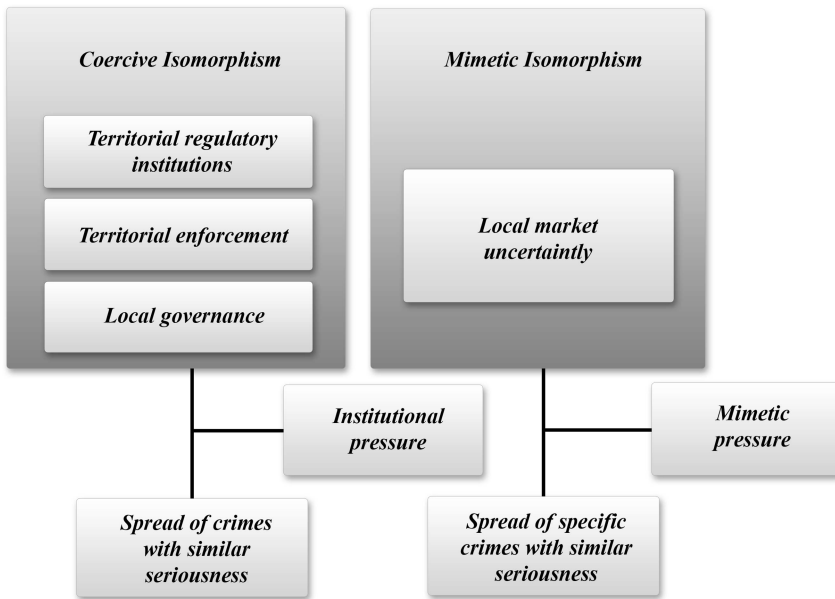 Coercive Isomorphism
Territorial regulatory
institutions
Territorial enforcement
Local governance
Institutional
pressure
Spread of crimes
with similar
seriousness
Mimetic Isomorphism
Local market
uncertaintly
Mimetic
pressure
Spread of specific
crimes with similar
seriousness